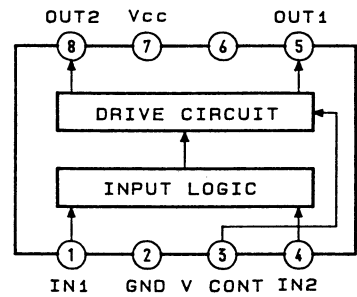 OUT2 Vcc OUT1
8 7 6 5
DRIVE CIRCUIT
INPUT LOGIC
1 2 3 4
IN1 GND V CONT IN2